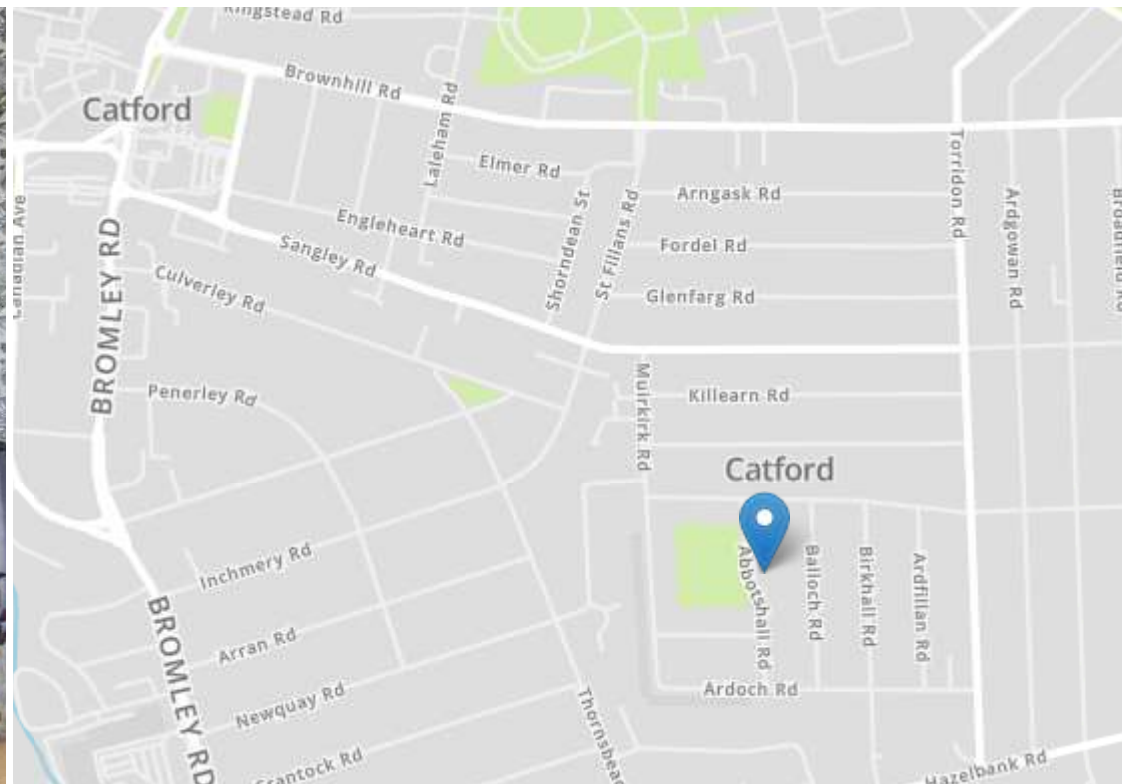 Kingstead Rd
Brownhill Rd
Catford
Laleham Rd
Elmer Rd
Torridon Rd
Arngask Rd
Ardgowan Rd
Canadian Ave
Shorndean St
St Fillans Rd
Engleheart Rd
Sangley Rd
Fordel Rd
BROMLEY RD
Culverley Rd
Glenfarg Rd
Muirkirk Rd
Penerley Rd
Killearn Rd
Catford
Abbotshall Rd
Balloch Rd
Birkhall Rd
Ardfillan Rd
Inchmery Rd
BROMLEY RD
Arran Rd
Newquay Rd
Ardoch Rd
Hazelbank Rd